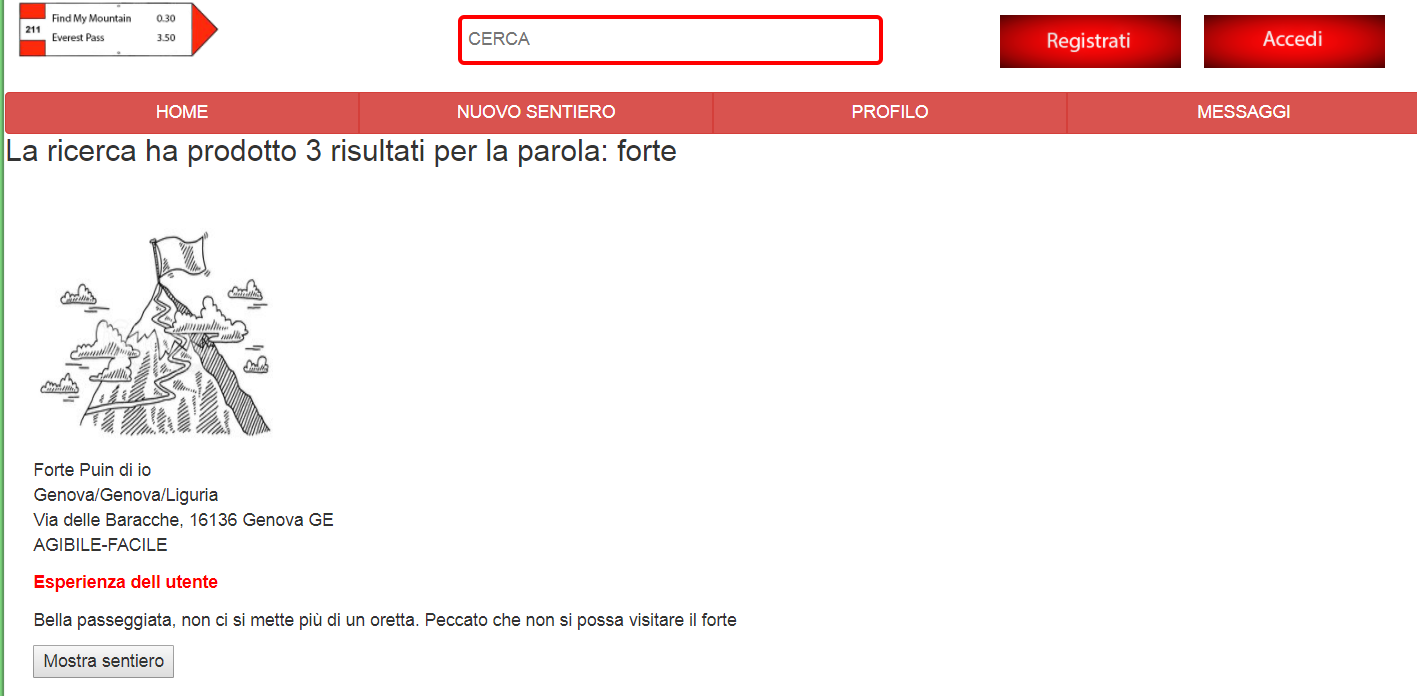 211
Find My Mountain 0.30
Everest Pass 3.50
CERCA
Registrati
Accedi
HOME NUOVO SENTIERO PROFILO MESSAGGI
La ricerca ha prodotto 3 risultati per la parola: forte
Forte Puin di io
Genova/Genova/Liguria
Via delle Baracche, 16136 Genova GE
AGIBILE-FACILE
Esperienza dell utente
Bella passeggiata, non ci si mette più di un oretta. Peccato che non si possa visitare il forte
Mostra sentiero